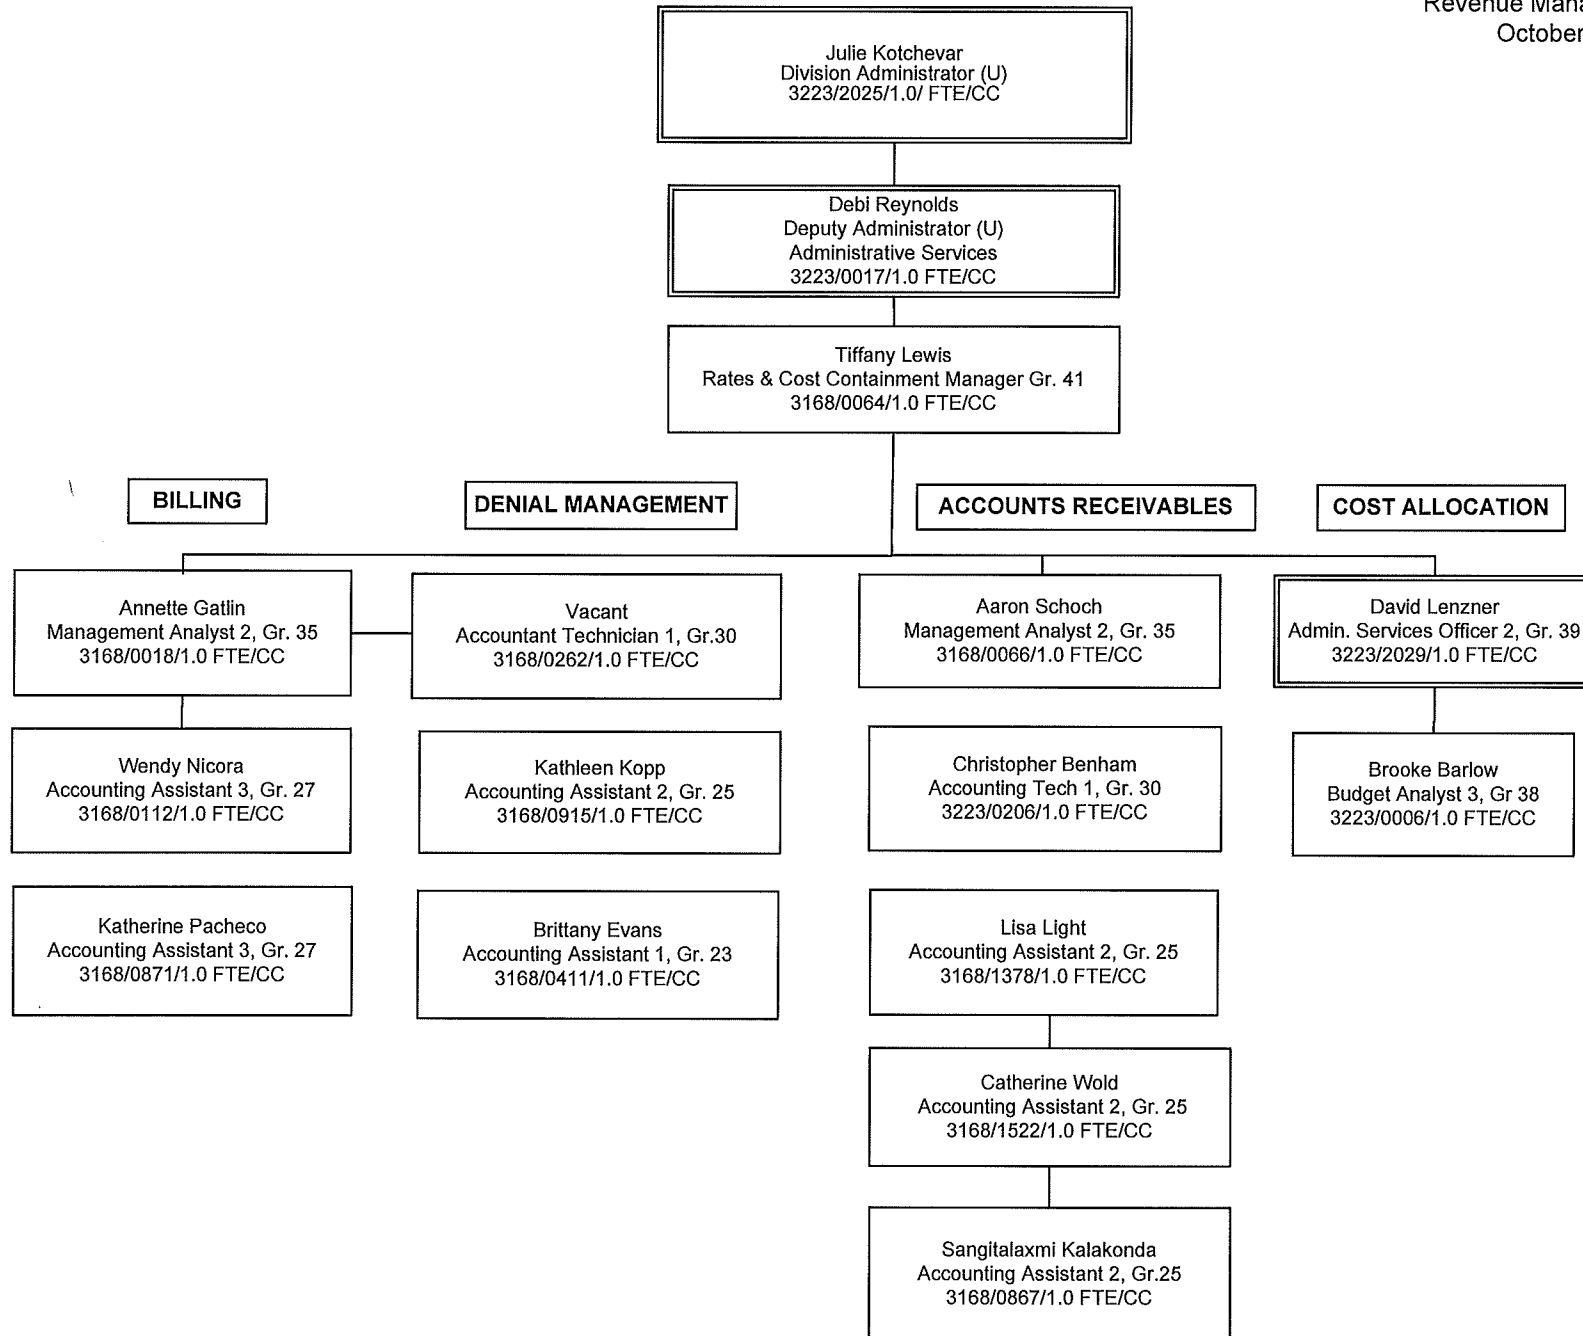 Revenue Mana
October
Julie Kotchevar
Division Administrator (U)
3223/2025/1.0/ FTE/CC
Debi Reynolds
Deputy Administrator (U)
Administrative Services
3223/0017/1.0 FTE/CC
Tiffany Lewis
Rates & Cost Containment Manager Gr. 41
3168/0064/1.0 FTE/CC
BILLING
DENIAL MANAGEMENT
ACCOUNTS RECEIVABLES
COST ALLOCATION
Annette Gatlin
Management Analyst 2, Gr. 35
3168/0018/1.0 FTE/CC
Vacant
Accountant Technician 1, Gr.30
3168/0262/1.0 FTE/CC
Aaron Schoch
Management Analyst 2, Gr. 35
3168/0066/1.0 FTE/CC
David Lenzner
Admin. Services Officer 2, Gr. 39
3223/2029/1.0 FTE/CC
Wendy Nicora
Accounting Assistant 3, Gr. 27
3168/0112/1.0 FTE/CC
Kathleen Kopp
Accounting Assistant 2, Gr. 25
3168/0915/1.0 FTE/CC
Christopher Benham
Accounting Tech 1, Gr. 30
3223/0206/1.0 FTE/CC
Brooke Barlow
Budget Analyst 3, Gr 38
3223/0006/1.0 FTE/CC
Katherine Pacheco
Accounting Assistant 3, Gr. 27
3168/0871/1.0 FTE/CC
Brittany Evans
Accounting Assistant 1, Gr. 23
3168/0411/1.0 FTE/CC
Lisa Light
Accounting Assistant 2, Gr. 25
3168/1378/1.0 FTE/CC
Catherine Wold
Accounting Assistant 2, Gr. 25
3168/1522/1.0 FTE/CC
Sangitalaxmi Kalakonda
Accounting Assistant 2, Gr.25
3168/0867/1.0 FTE/CC